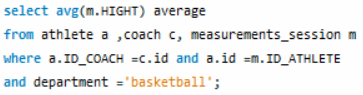 select avg(m.HIGHT) average
from athlete a ,coach c, measurements_session m
where a.ID_COACH =c.id and a.id =m.ID_ATHLETE
and department ='basketball';